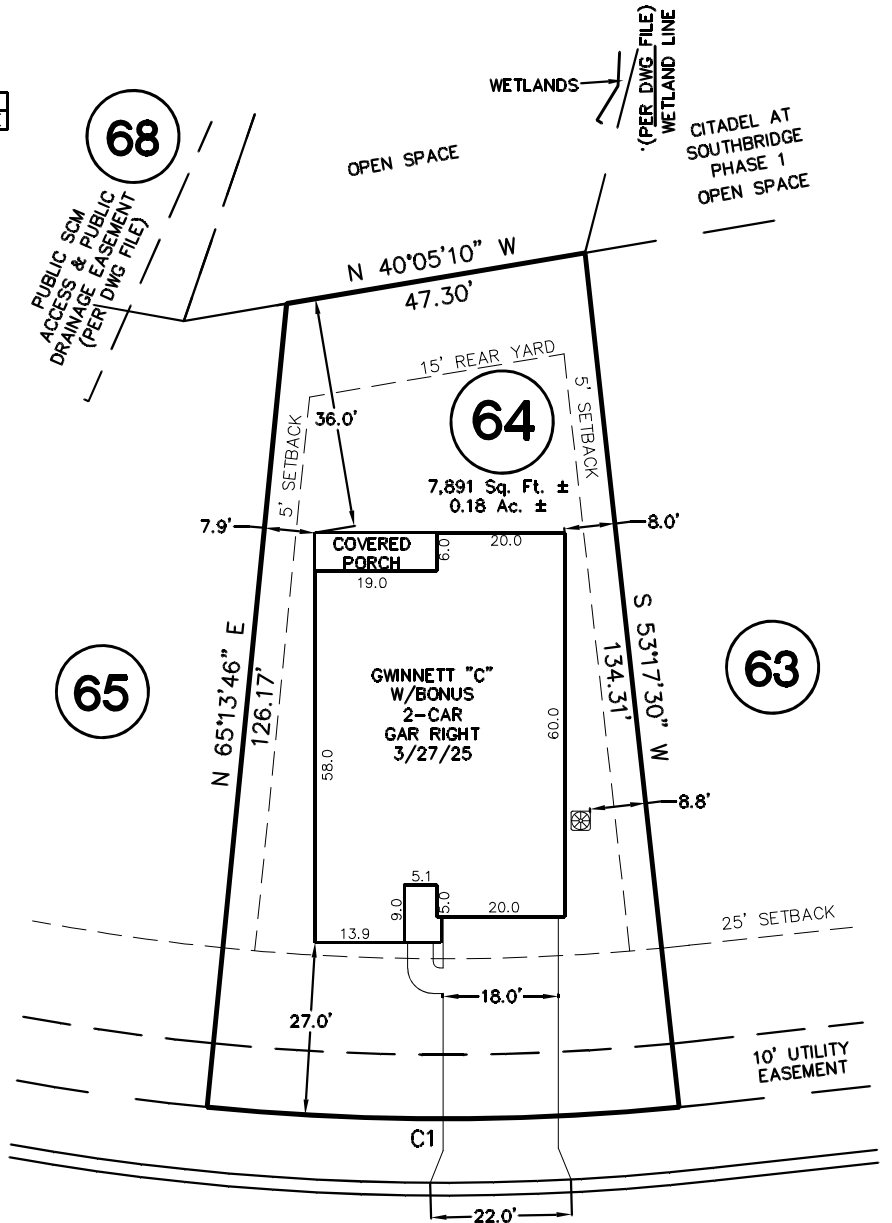 (PER DWG FILE)
WETLAND LINE
WETLANDS
CITADEL AT
SOUTHBRIDGE
PHASE 1
OPEN SPACE
68
OPEN SPACE
PUBLIC SCM
ACCESS & PUBLIC
DRAINAGE EASEMENT
(PER DWG FILE)
N 40°05'10" W
47.30'
15' REAR YARD
5' SETBACK
36.0'
64
5' SETBACK
7,891 Sq. Ft. ±
0.18 Ac. ±
7.9'
8.0'
COVERED
PORCH
6.0
20.0
19.0
N 65°13'46" E
126.17'
S 53°17'30" W
134.31'
65
63
GWINNETT "C"
W/BONUS
2-CAR
GAR RIGHT
3/27/25
58.0
60.0
8.8'
5.1
9.0
5.0
20.0
13.9
25' SETBACK
18.0'
27.0'
10' UTILITY
EASEMENT
C1
22.0'